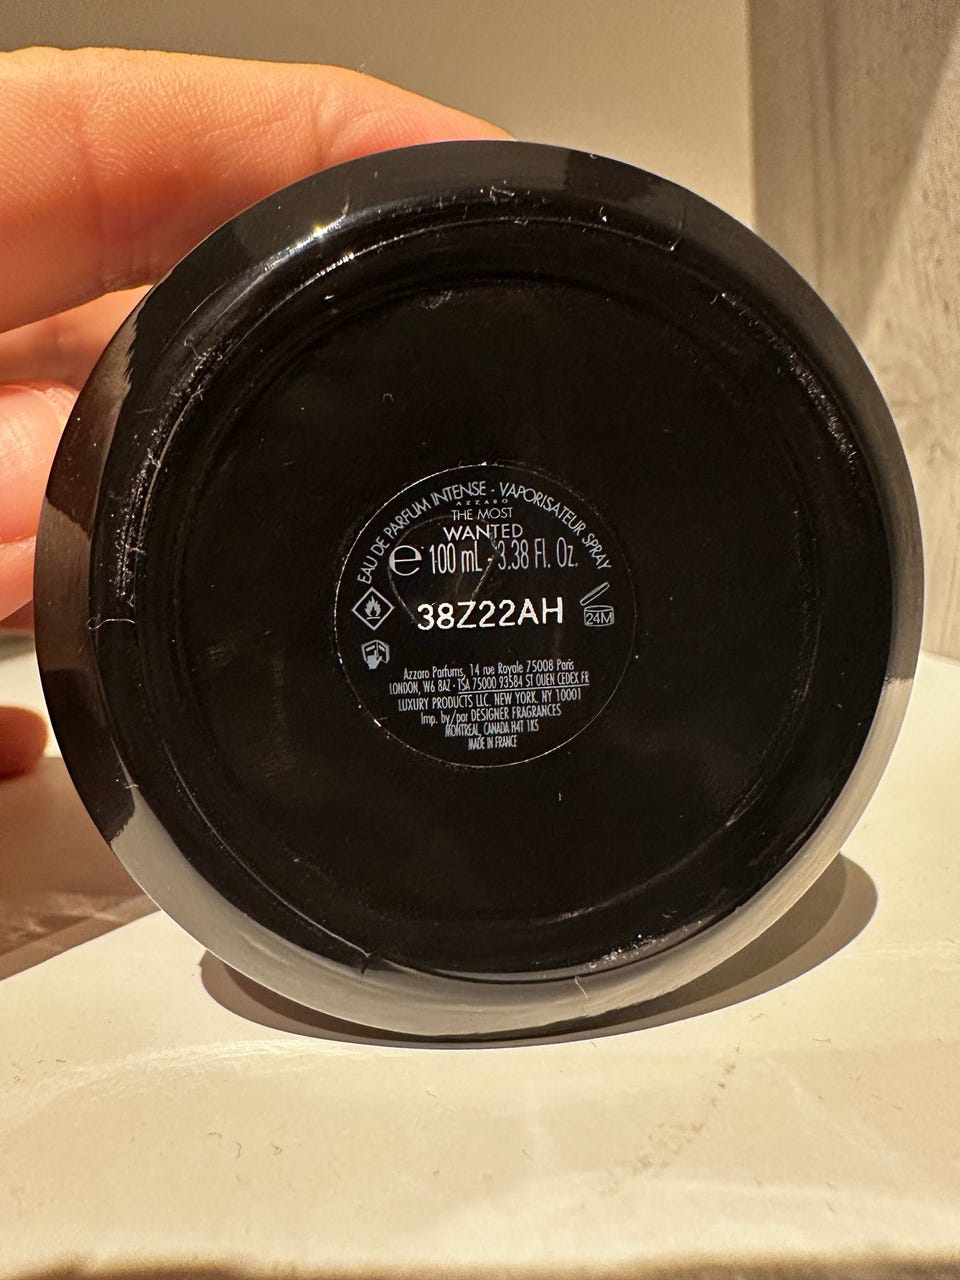 EAU DE PARFUM INTENSE - VAPORISATEUR SPRAY
AZZARO
THE MOST
WANTED
e 100 mL - 3.38 Fl. Oz.
38Z22AH
24M
Azzaro Parfums, 14 rue Royale 75008 Paris
LONDON, W6 8AZ - TSA 75000 93584 ST OUEN CEDEX FR
LUXURY PRODUCTS LLC, NEW YORK, NY 10001
Imp. by/par DESIGNER FRAGRANCES
MONTREAL, CANADA H4T 1K5
MADE IN FRANCE